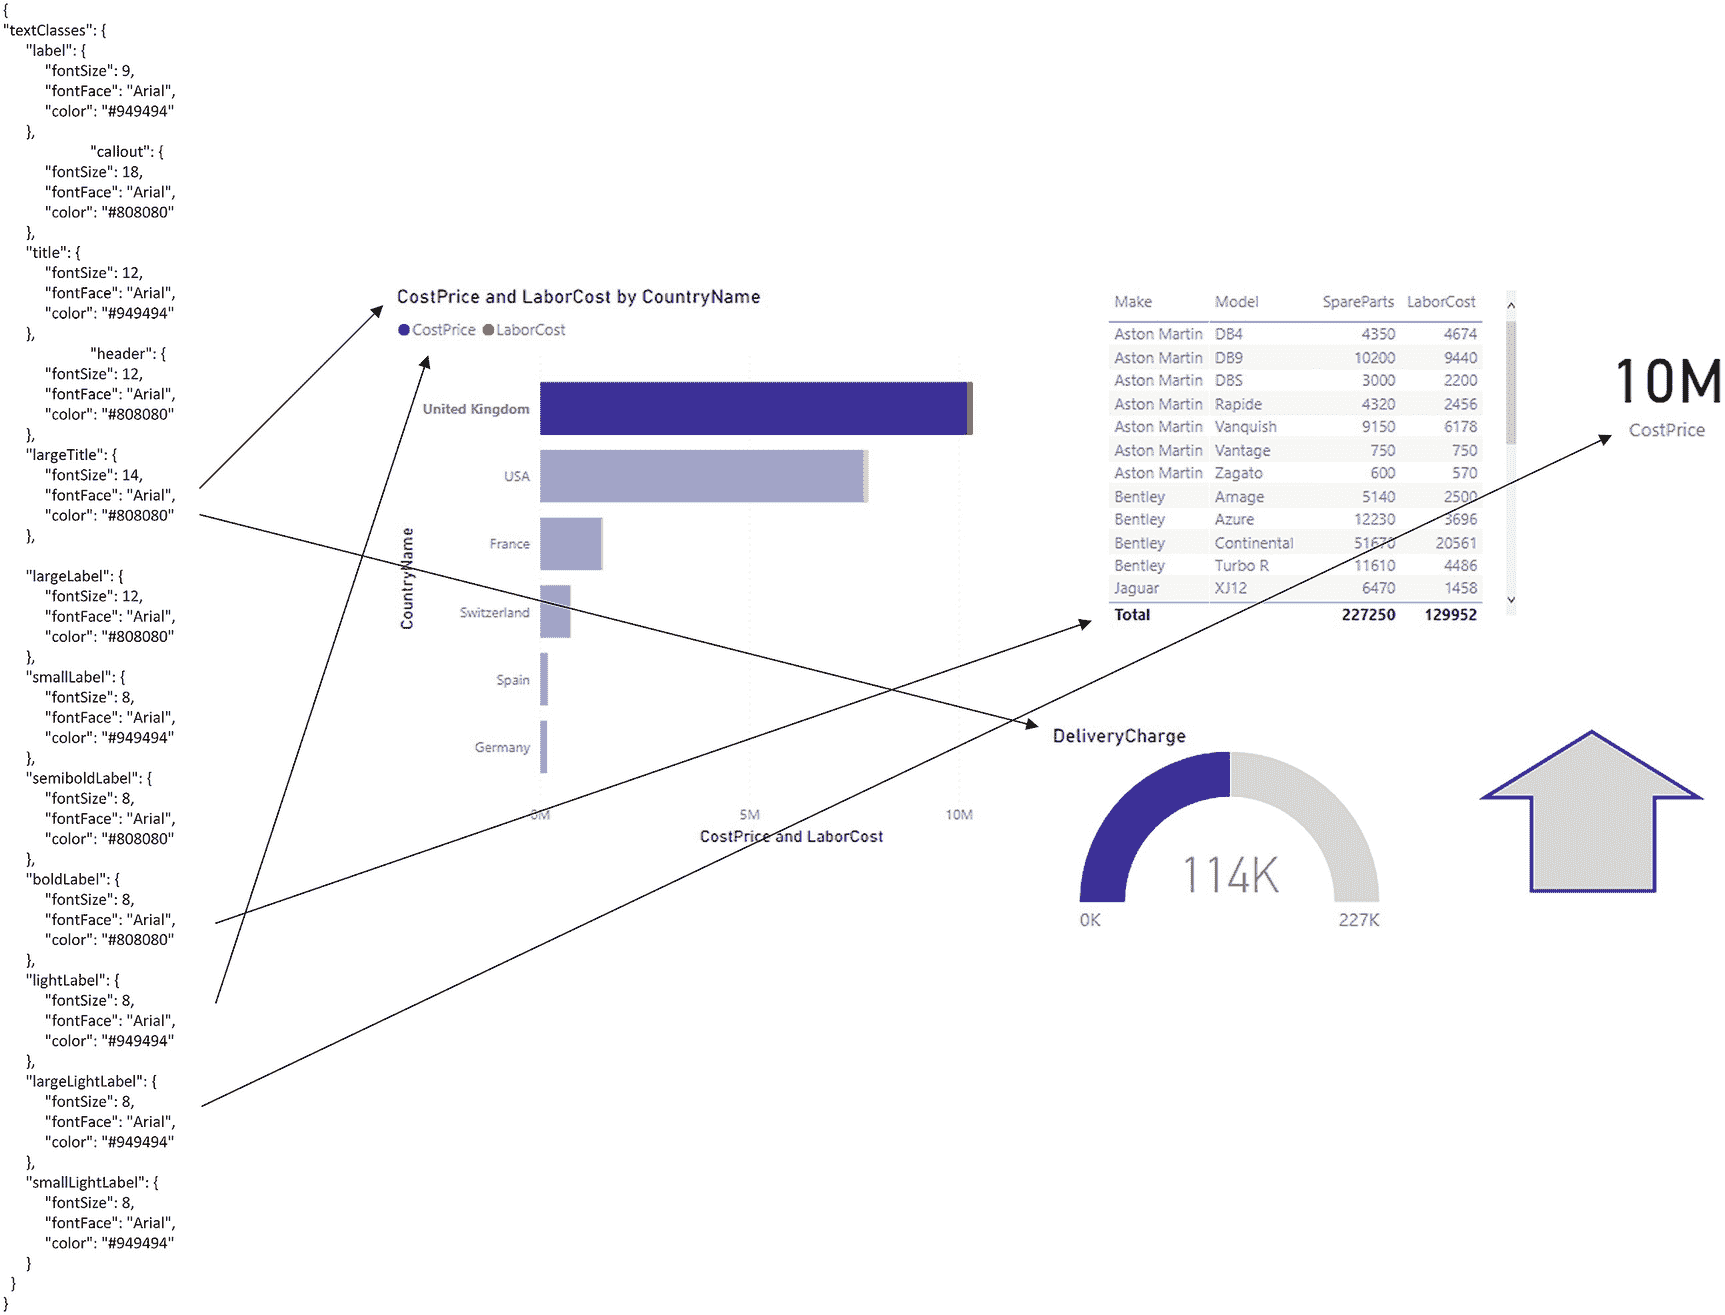 {
"textClasses": {
"label": {
"fontSize": 9,
"fontFace": "Arial",
"color": "#949494"
},
"callout": {
"fontSize": 18,
"fontFace": "Arial",
"color": "#808080"
},
"title": {
"fontSize": 12,
"fontFace": "Arial",
"color": "#949494"
},
"header": {
"fontSize": 12,
"fontFace": "Arial",
"color": "#808080"
},
"largeTitle": {
"fontSize": 14,
"fontFace": "Arial",
"color": "#808080"
},
"largeLabel": {
"fontSize": 12,
"fontFace": "Arial",
"color": "#808080"
},
"smallLabel": {
"fontSize": 8,
"fontFace": "Arial",
"color": "#949494"
},
"semiboldLabel": {
"fontSize": 8,
"fontFace": "Arial",
"color": "#808080"
},
"boldLabel": {
"fontSize": 8,
"fontFace": "Arial",
"color": "#808080"
},
"lightLabel": {
"fontSize": 8,
"fontFace": "Arial",
"color": "#949494"
},
"largeLightLabel": {
"fontSize": 8,
"fontFace": "Arial",
"color": "#949494"
},
"smallLightLabel": {
"fontSize": 8,
"fontFace": "Arial",
"color": "#949494"
}
}
}
CostPrice and LaborCost by CountryName
CostPrice LaborCost
CountryName
United Kingdom
USA
France
Switzerland
Spain
Germany
0M 5M 10M
CostPrice and LaborCost
Make Model SpareParts LaborCost
Aston Martin DB4 4350 4674
Aston Martin DB9 10200 9440
Aston Martin DBS 3000 2200
Aston Martin Rapide 4320 2456
Aston Martin Vanquish 9150 6178
Aston Martin Vantage 750 750
Aston Martin Zagato 600 570
Bentley Arnage 5140 2500
Bentley Azure 12230 3696
Bentley Continental 51670 20561
Bentley Turbo R 11610 4486
Jaguar XJ12 6470 1458
Total 227250 129952
10M
CostPrice
DeliveryCharge
114K
0K 227K